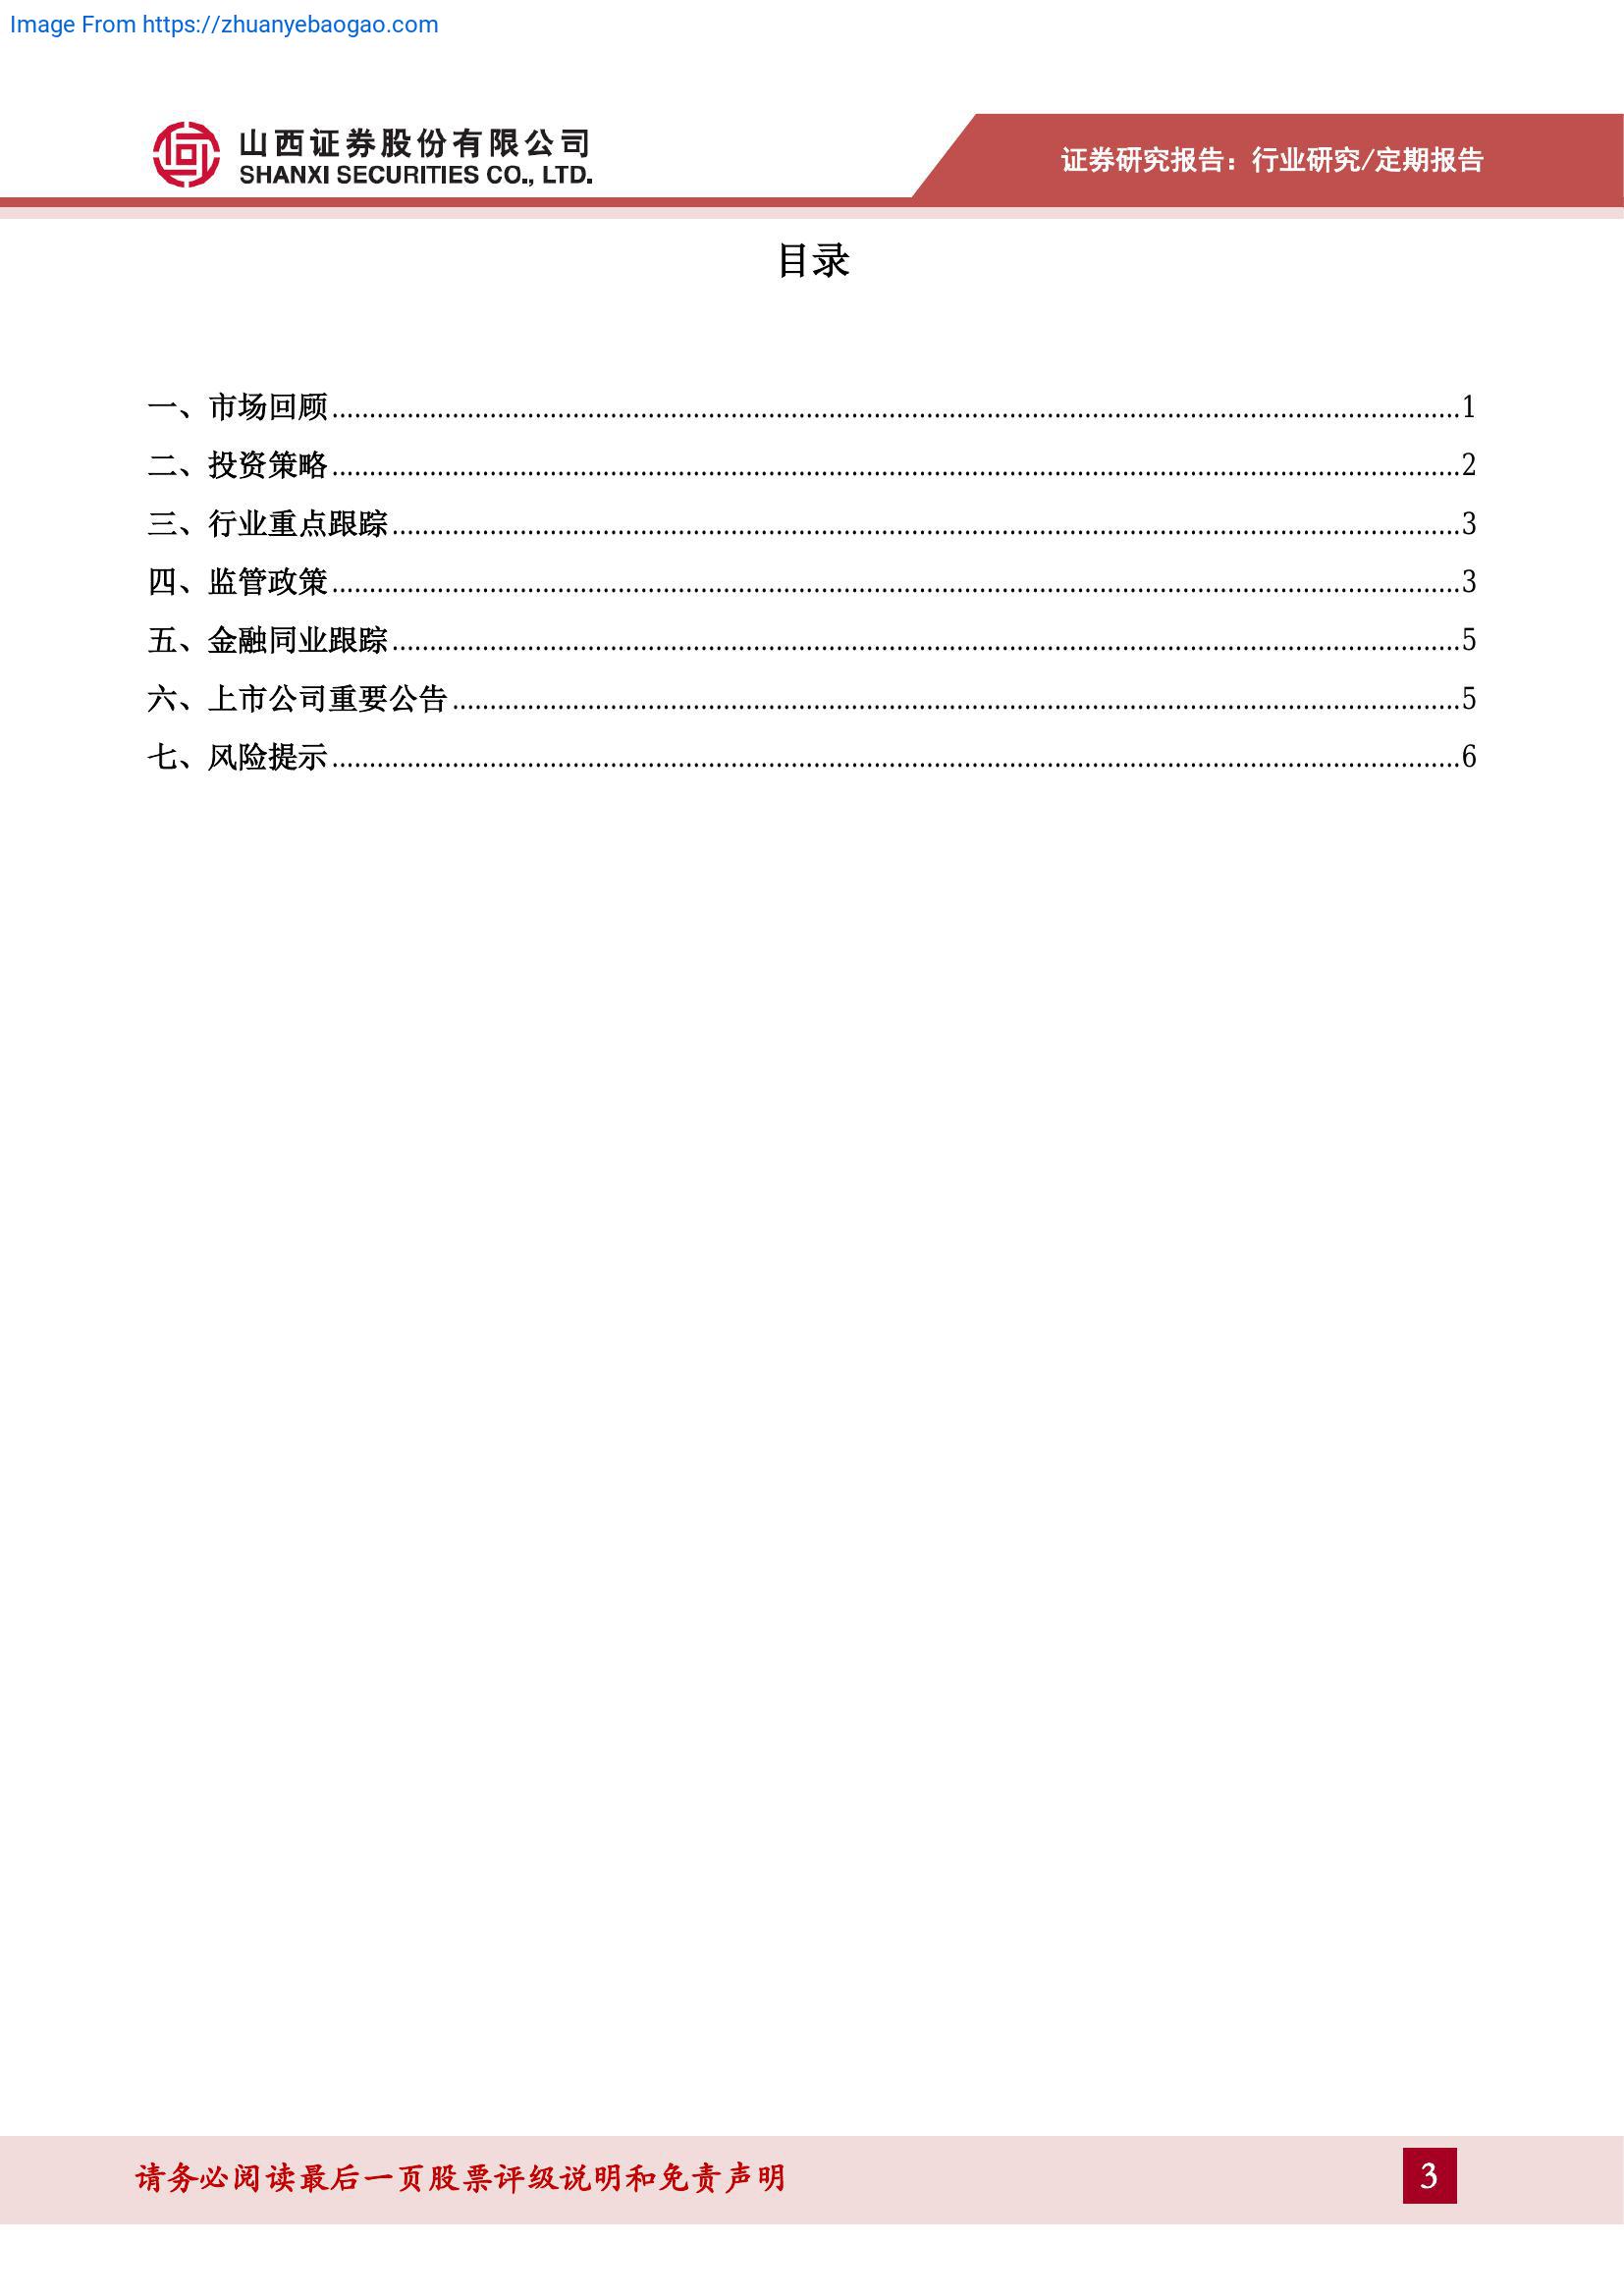 Image From https://zhuanyebaogao.com
山西证券股份有限公司
SHANXI SECURITIES CO., LTD.
证券研究报告：行业研究/定期报告
目录
一、市场回顾........................................1
二、投资策略........................................2
三、行业重点跟踪........................................3
四、监管政策........................................3
五、金融同业跟踪........................................5
六、上市公司重要公告........................................5
七、风险提示........................................6
请务必阅读最后一页股票评级说明和免责声明
3